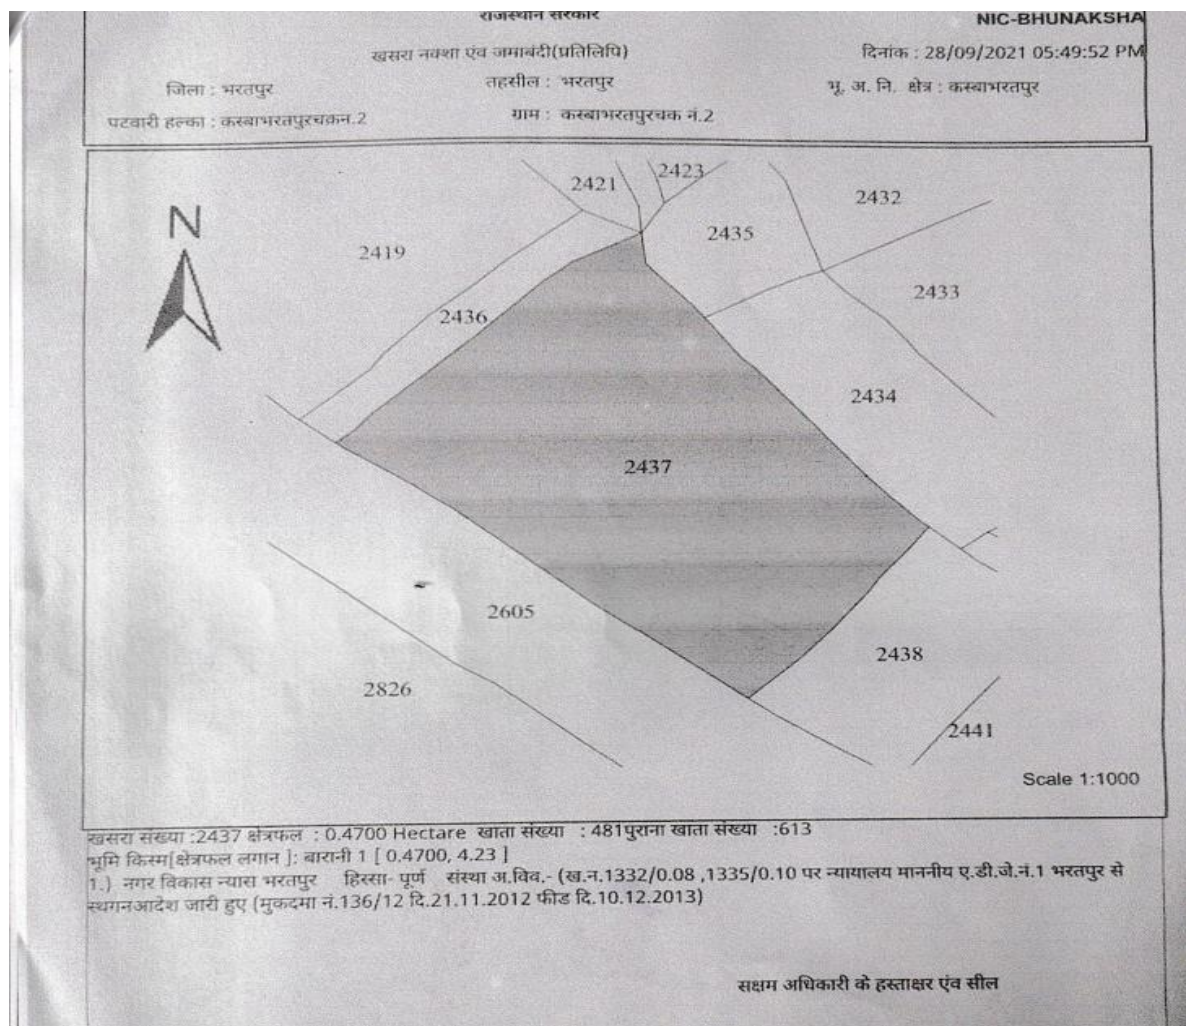 राजस्थान सरकार
NIC-BHUNAKSHA
खसरा नक्शा एंव जमाबंदी(प्रतिलिपि)
दिनांक : 28/09/2021 05:49:52 PM
जिला : भरतपुर
तहसील : भरतपुर
भू. अ. नि. क्षेत्र : कस्बाभरतपुर
पटवारी हल्का : कस्बाभरतपुरचकन.2
ग्राम : कस्बाभरतपुरचक नं.2
2421
2423
2432
N
2419
2435
2433
2436
2434
2437
2605
2438
2826
2441
Scale 1:1000
खसरा संख्या :2437 क्षेत्रफल : 0.4700 Hectare खाता संख्या : 481पुराना खाता संख्या :613
भूमि किस्म[क्षेत्रफल लगान ]: बारानी 1 [ 0.4700, 4.23 ]
1.) नगर विकास न्यास भरतपुर हिस्सा- पूर्ण संस्था अ.विव.- (ख.न.1332/0.08 ,1335/0.10 पर न्यायालय माननीय ए.डी.जे.नं.1 भरतपुर से
स्थगनआदेश जारी हुए (मुकदमा नं.136/12 दि.21.11.2012 फीड दि.10.12.2013)
सक्षम अधिकारी के हस्ताक्षर एंव सील